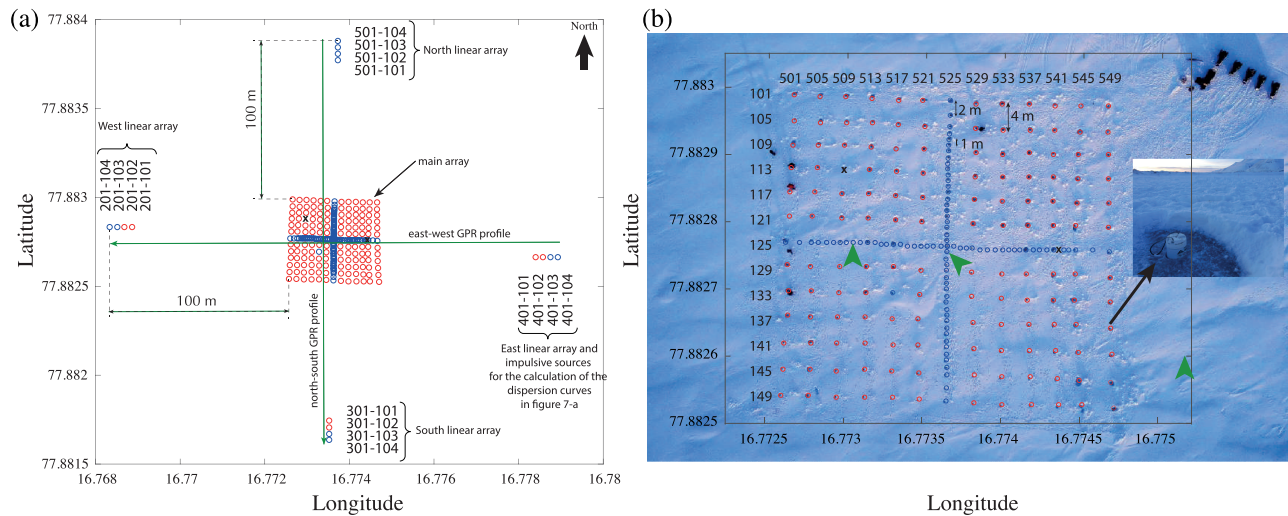 (a)
77.884
77.8835
77.883
77.8825
77.882
77.8815
Latitude
16.768
16.77
16.772
16.774
16.776
16.778
16.78
Longitude
North
501-104
501-103
501-102
501-101
North linear array
100 m
West linear array
201-104
201-103
201-102
201-101
main array
east-west GPR profile
100 m
north-south GPR profile
401-101
401-102
401-103
401-104
East linear array and
impulsive sources
for the calculation of the
dispersion curves
in figure 7-a
301-101
301-102
301-103
301-104
South linear array
(b)
77.883
77.8829
77.8828
77.8827
77.8826
77.8825
Latitude
501 505 509 513 517 521 525 529 533 537 541 545 549
101
105
109
113
117
121
125
129
133
137
141
145
149
2 m
4 m
1 m
x
x
16.7725
16.773
16.7735
16.774
16.7745
16.775
Longitude